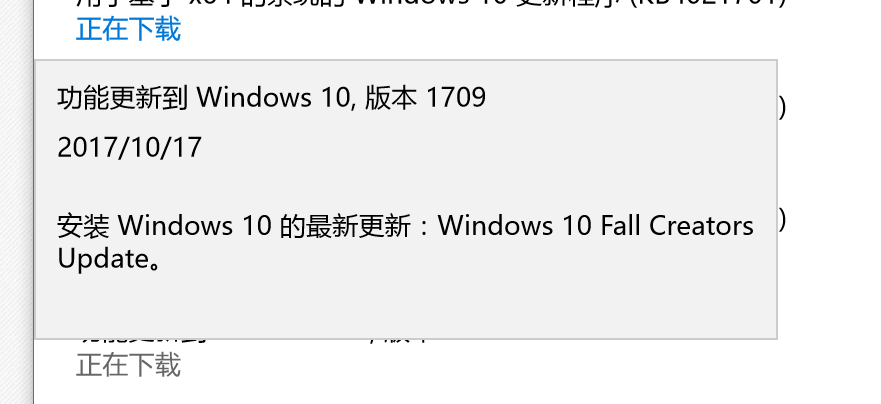 正在下载
功能更新到 Windows 10, 版本 1709
)
2017/10/17
)
安装 Windows 10 的最新更新：Windows 10 Fall Creators
Update。
正在下载